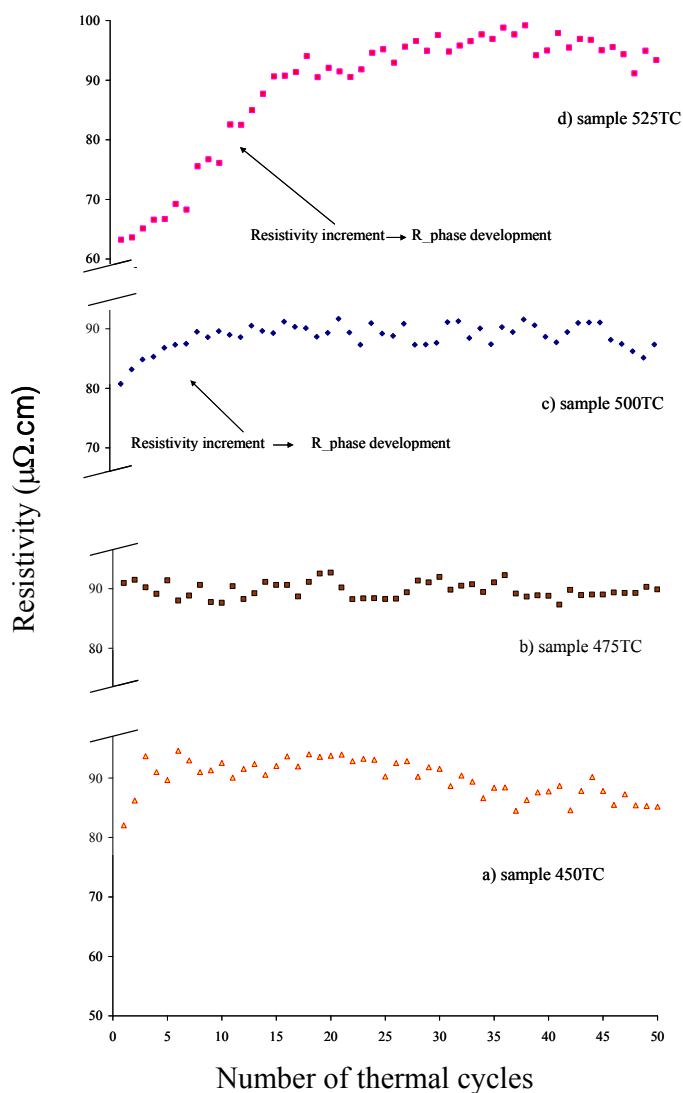 100
90
80
70
60
d) sample 525TC
Resistivity increment → R_phase development
90
80
70
c) sample 500TC
Resistivity increment → R_phase development
90
80
b) sample 475TC
90
80
70
60
50
a) sample 450TC
0 5 10 15 20 25 30 35 40 45 50
Number of thermal cycles
Resistivity (μΩ.cm)